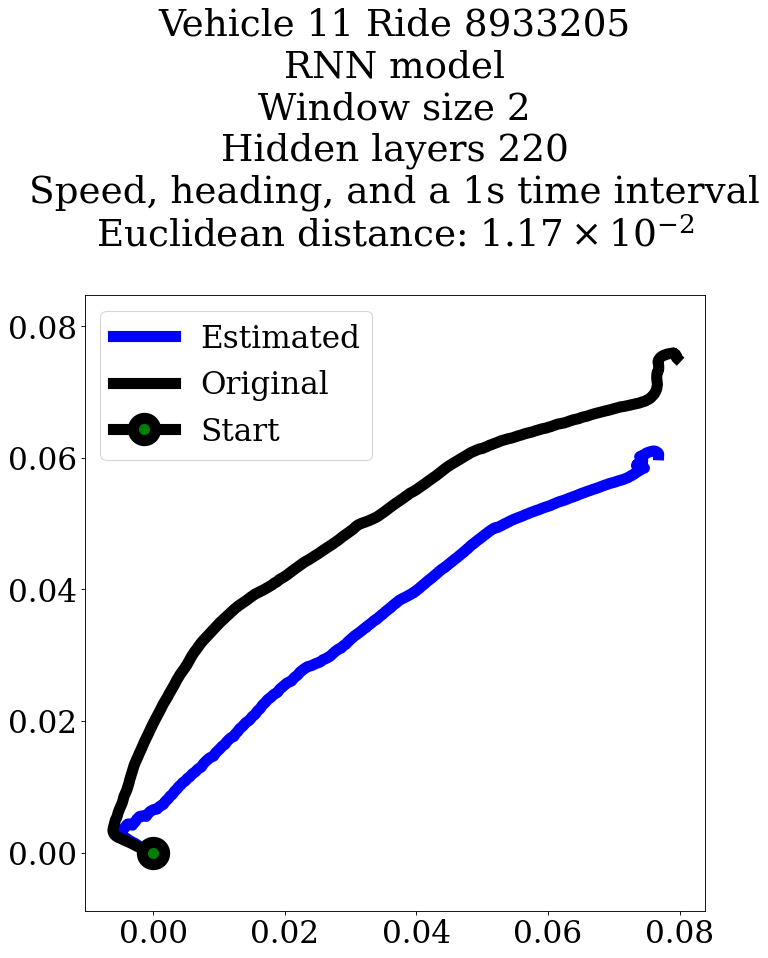 Vehicle 11 Ride 8933205
RNN model
Window size 2
Hidden layers 220
Speed, heading, and a 1s time interval
Euclidean distance: 1.17 × 10⁻²
Estimated
Original
Start
0.08
0.06
0.04
0.02
0.00
0.00 0.02 0.04 0.06 0.08